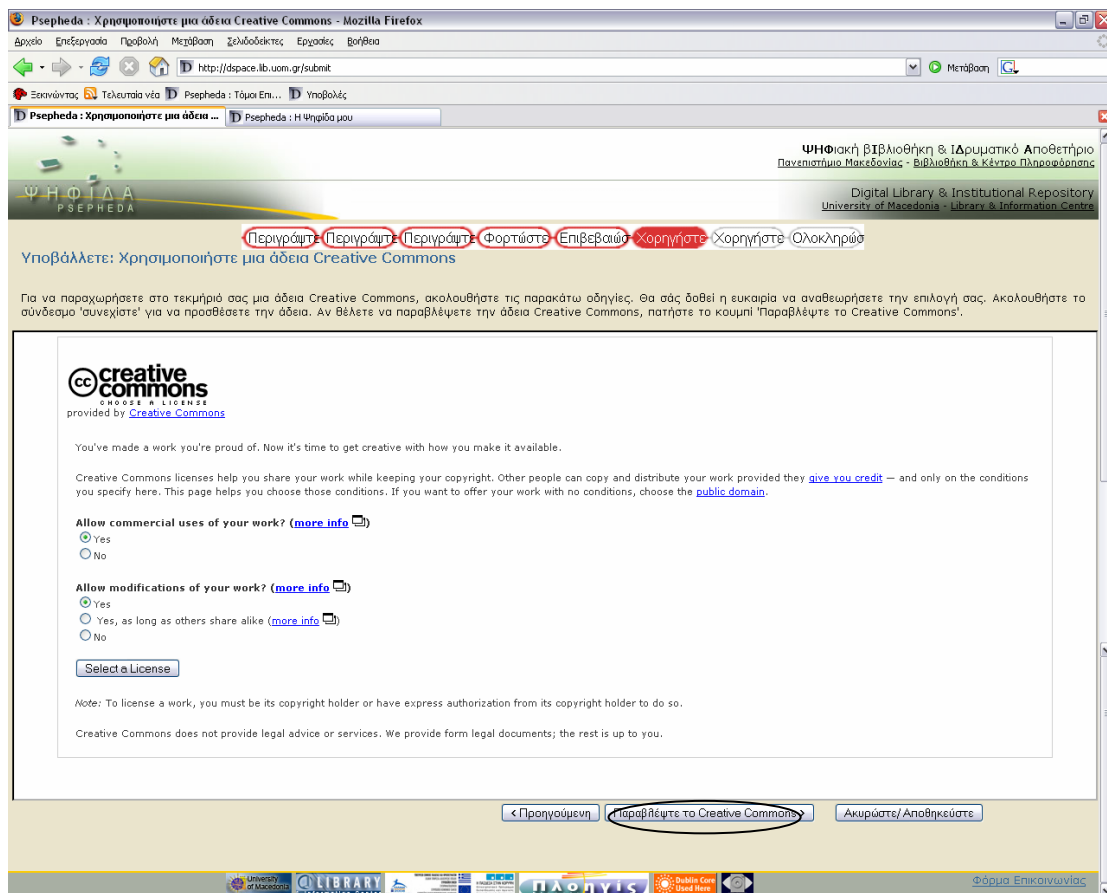 Psepheda : Χρησιμοποιήστε μια άδεια Creative Commons - Mozilla Firefox
Αρχείο Επεξεργασία Προβολή Μετάβαση Σελιδοδείκτες Εργασίες Βοήθεια
http://dspace.lib.uom.gr/submit Μετάβαση
Ξεκινώντας Τελευταία νέα Psepheda : Τόμοι Επι... Υποβολές
Psepheda : Χρησιμοποιήστε μια άδεια ... Psepheda : Η Ψηφίδα μου
ΨΗΦιακή βΙβλιοθήκη & ΙΔρυματικό Αποθετήριο
Πανεπιστήμιο Μακεδονίας - Βιβλιοθήκη & Κέντρο Πληροφόρησης
ΨΗΦΙΔΑ
PSEPHEDA
Digital Library & Institutional Repository
University of Macedonia - Library & Information Centre
Περιγράψτε Περιγράψτε Περιγράψτε Φορτώστε Επιβεβαιώσ Χορηγήστε Χορηγήστε Ολοκληρώσ
Υποβάλλετε: Χρησιμοποιήστε μια άδεια Creative Commons
Για να παραχωρήσετε στο τεκμήριό σας μια άδεια Creative Commons, ακολουθήστε τις παρακάτω οδηγίες. Θα σάς δοθεί η ευκαιρία να αναθεωρήσετε την επιλογή σας. Ακολουθήστε το
σύνδεσμο 'συνεχίστε' για να προσθέσετε την άδεια. Αν θέλετε να παραβλέψετε την άδεια Creative Commons, πατήστε το κουμπί 'Παραβλέψτε το Creative Commons'.
cc creative
commons
CHOOSE A LICENSE
provided by Creative Commons
You've made a work you're proud of. Now it's time to get creative with how you make it available.
Creative Commons licenses help you share your work while keeping your copyright. Other people can copy and distribute your work provided they give you credit — and only on the conditions
you specify here. This page helps you choose those conditions. If you want to offer your work with no conditions, choose the public domain.
Allow commercial uses of your work? (more info)
Yes
No
Allow modifications of your work? (more info)
Yes
Yes, as long as others share alike (more info)
No
Select a License
Note: To license a work, you must be its copyright holder or have express authorization from its copyright holder to do so.
Creative Commons does not provide legal advice or services. We provide form legal documents; the rest is up to you.
< Προηγούμενη Παραβλέψτε το Creative Commons > Ακυρώστε/Αποθηκεύστε
University of Macedonia LIBRARY πλοηγίς Dublin Core Used Here
Φόρμα Επικοινωνίας